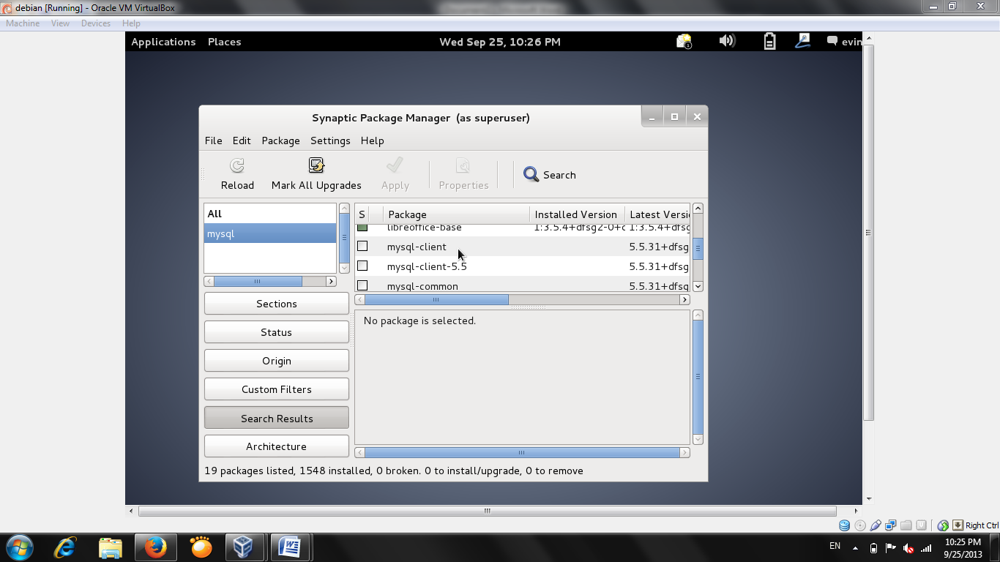 debian [Running] - Oracle VM VirtualBox
Machine View Devices Help
Applications Places Wed Sep 25, 10:26 PM 1 evin
Synaptic Package Manager (as superuser)
File Edit Package Settings Help
Reload Mark All Upgrades Apply Properties Search
All
mysql
S Package Installed Version Latest Versi
libreoffice-base 1:3.5.4+dfsg2-0+c 1:3.5.4+dfsg
mysql-client 5.5.31+dfsg
mysql-client-5.5 5.5.31+dfsg
mysql-common 5.5.31+dfsg
Sections
Status
Origin
Custom Filters
Search Results
Architecture
No package is selected.
19 packages listed, 1548 installed, 0 broken. 0 to install/upgrade, 0 to remove
Right Ctrl
EN 10:25 PM
9/25/2013